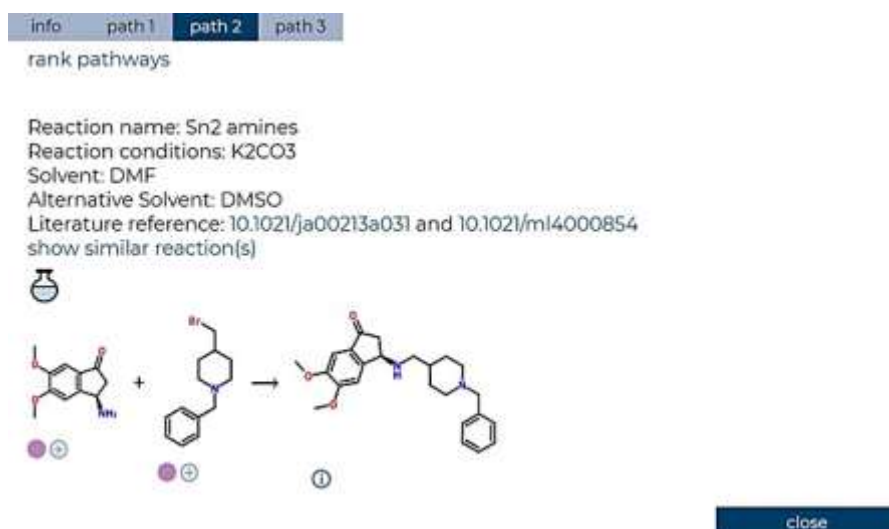 info path 1 path 2 path 3
rank pathways
Reaction name: Sn2 amines
Reaction conditions: K2CO3
Solvent: DMF
Alternative Solvent: DMSO
Literature reference: 10.1021/ja00213a031 and 10.1021/ml4000854
show similar reaction(s)
O Br O
O + N → N H N
O NH₂ O O
close